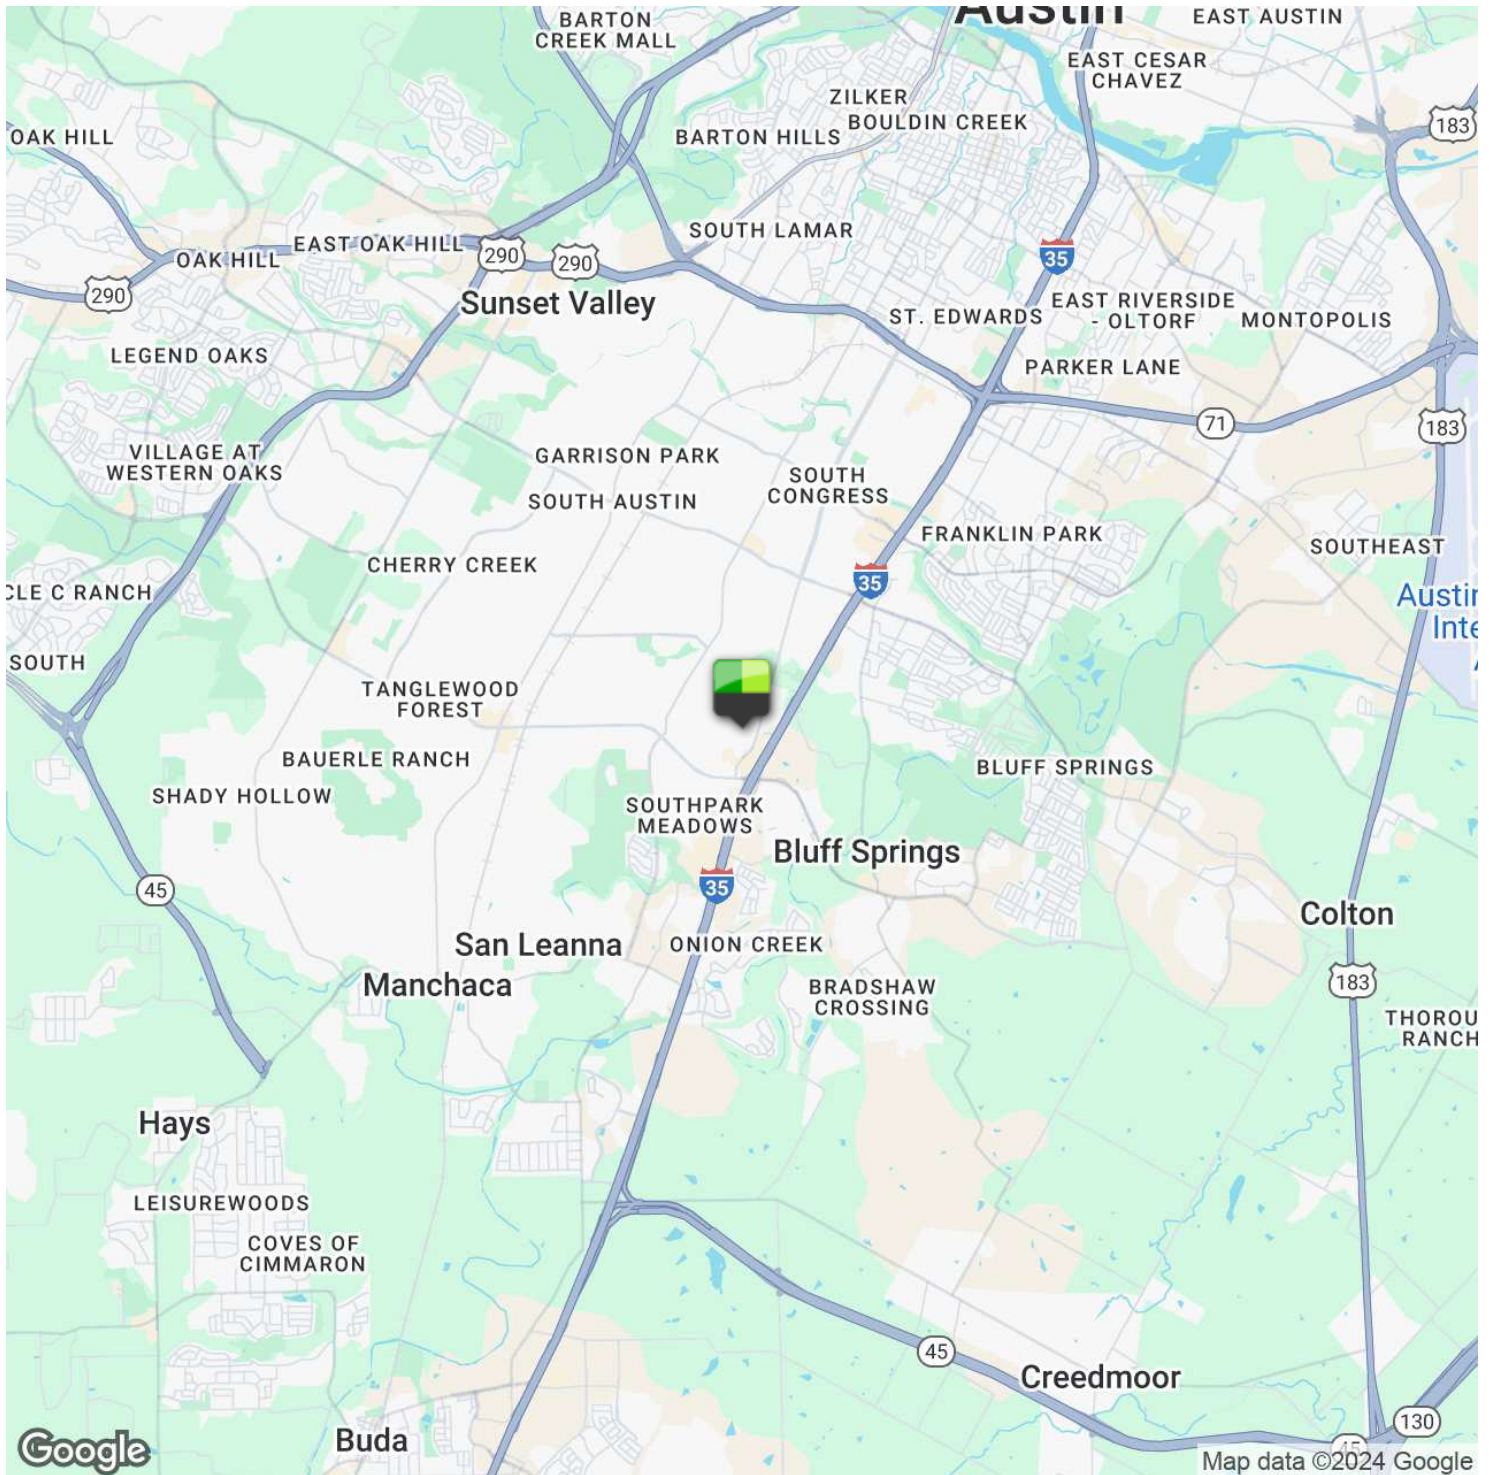 Austin
EAST AUSTIN
BARTON
CREEK MALL
EAST CESAR
CHAVEZ
ZILKER
BOULDIN CREEK
183
OAK HILL
BARTON HILLS
SOUTH LAMAR
EAST OAK HILL
OAK HILL
290
290
35
290
Sunset Valley
EAST RIVERSIDE
- OLTORF
ST. EDWARDS
MONTOPOLIS
LEGEND OAKS
PARKER LANE
71
183
VILLAGE AT
WESTERN OAKS
GARRISON PARK
SOUTH
CONGRESS
SOUTH AUSTIN
FRANKLIN PARK
SOUTHEAST
CHERRY CREEK
35
CLE C RANCH
Austin
Inte
SOUTH
TANGLEWOOD
FOREST
BAUERLE RANCH
BLUFF SPRINGS
SHADY HOLLOW
SOUTHPARK
MEADOWS
Bluff Springs
45
35
Colton
San Leanna
ONION CREEK
Manchaca
BRADSHAW
CROSSING
183
THOROU
RANCH
Hays
LEISUREWOODS
COVES OF
CIMMARON
45
Creedmoor
130
Buda
45
Google
Map data ©2024 Google